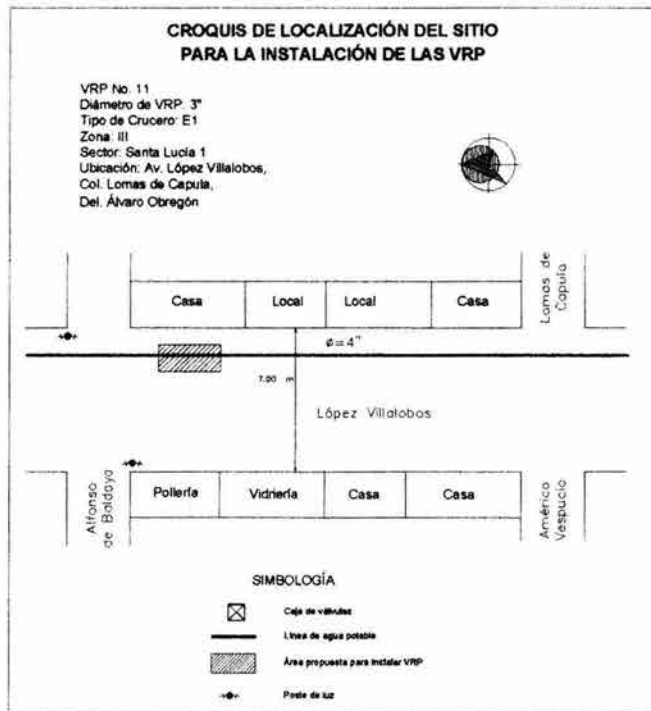 CROQUIS DE LOCALIZACIÓN DEL SITIO
PARA LA INSTALACIÓN DE LAS VRP
VRP No. 11
Diámetro de VRP: 3"
Tipo de Crucero: E1
Zona: III
Sector: Santa Lucía 1
Ubicación: Av. López Villalobos,
Col. Lomas de Capula,
Del. Álvaro Obregón
Lomas de
Capula
Casa
Local
Local
Casa
ø=4"
7.00 m
López Villalobos
Alfonso
de Baldaya
Pollería
Vidriería
Casa
Casa
Américo
Vespucio
SIMBOLOGÍA
Caja de válvulas
Línea de agua potable
Área propuesta para instalar VRP
Poste de luz